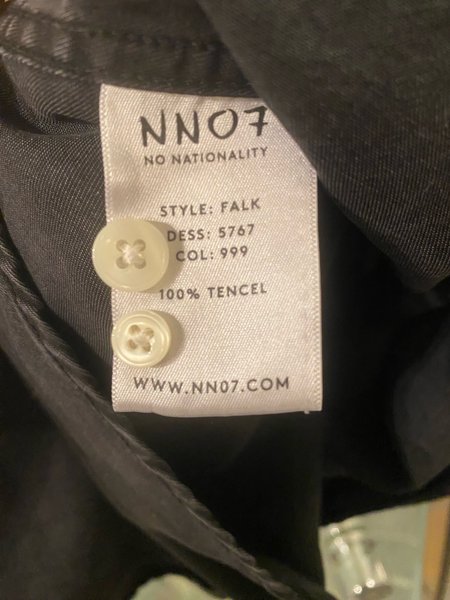 NN07
NO NATIONALITY
STYLE: FALK
DESS: 5767
COL: 999
100% TENCEL
WWW.NN07.COM